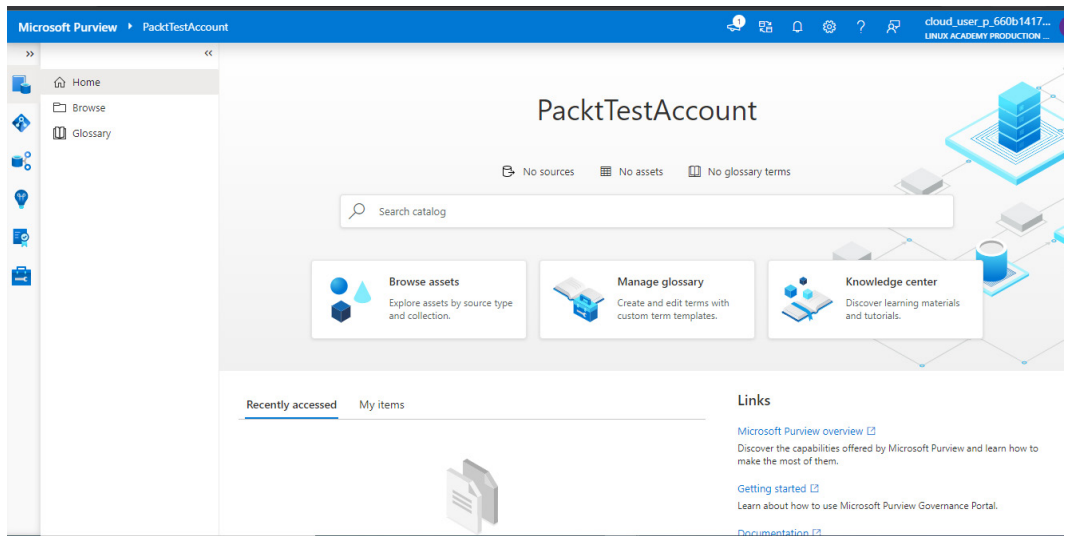 Microsoft Purview
PacktTestAccount
1
?
cloud_user_p_660b1417...
LINUX ACADEMY PRODUCTION ...
Home
Browse
Glossary
PacktTestAccount
No sources
No assets
No glossary terms
Search catalog
Browse assets
Explore assets by source type
and collection.
Manage glossary
Create and edit terms with
custom term templates.
Knowledge center
Discover learning materials
and tutorials.
Recently accessed
My items
Links
Microsoft Purview overview
Discover the capabilities offered by Microsoft Purview and learn how to
make the most of them.
Getting started
Learn about how to use Microsoft Purview Governance Portal.
Documentation